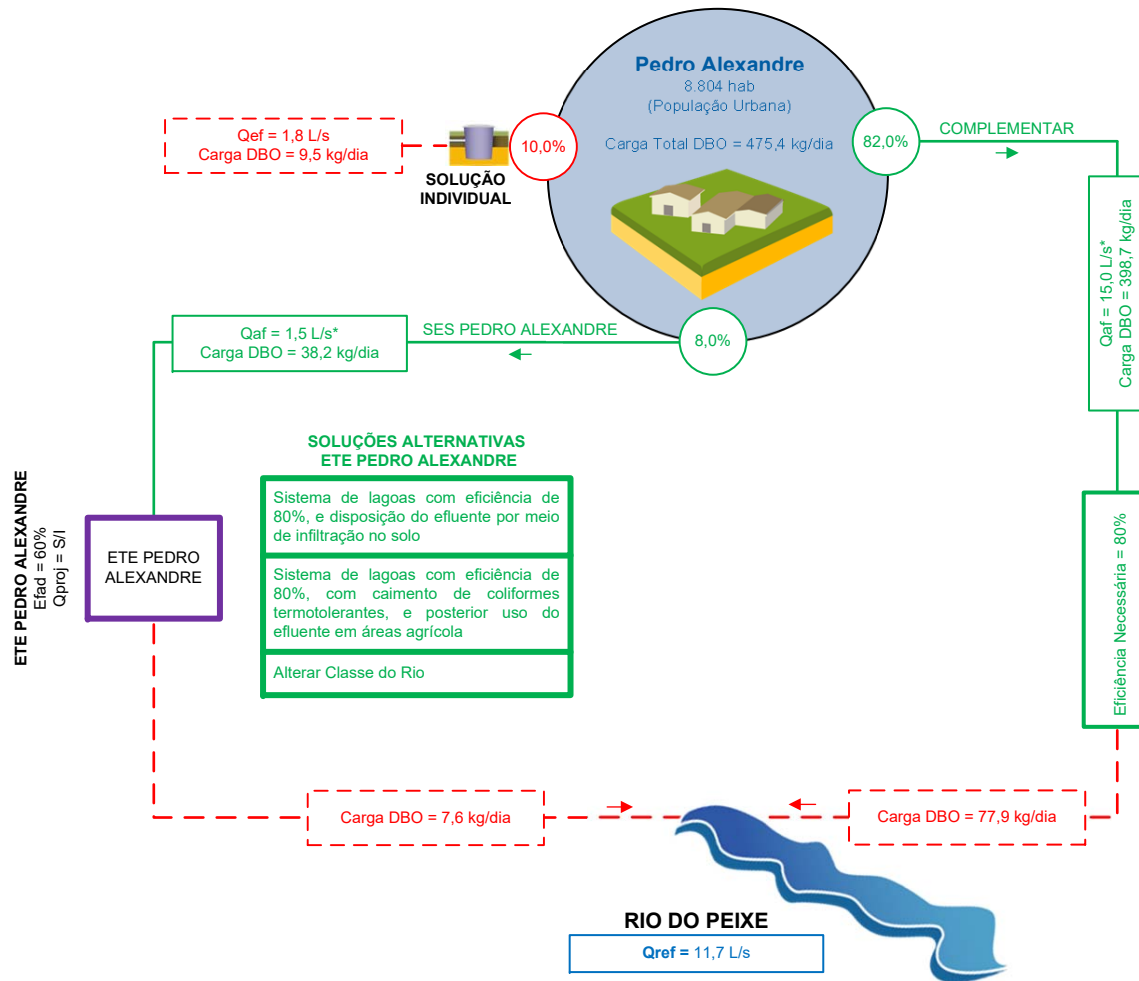 Pedro Alexandre
8.804 hab
(População Urbana)
Carga Total DBO = 475,4 kg/dia
10,0%
82,0%
8,0%
Qef = 1,8 L/s
Carga DBO = 9,5 kg/dia
SOLUÇÃO
INDIVIDUAL
COMPLEMENTAR
Qaf = 15,0 L/s*
Carga DBO = 398,7 kg/dia
SES PEDRO ALEXANDRE
Qaf = 1,5 L/s*
Carga DBO = 38,2 kg/dia
SOLUÇÕES ALTERNATIVAS
ETE PEDRO ALEXANDRE
Sistema de lagoas com eficiência de
80%, e disposição do efluente por meio
de infiltração no solo
Sistema de lagoas com eficiência de
80%, com caimento de coliformes
termotolerantes, e posterior uso do
efluente em áreas agrícola
Alterar Classe do Rio
ETE PEDRO ALEXANDRE
Efad = 60%
Qproj = S/I
ETE PEDRO
ALEXANDRE
Eficiência Necessária = 80%
Carga DBO = 7,6 kg/dia
Carga DBO = 77,9 kg/dia
RIO DO PEIXE
Qref = 11,7 L/s